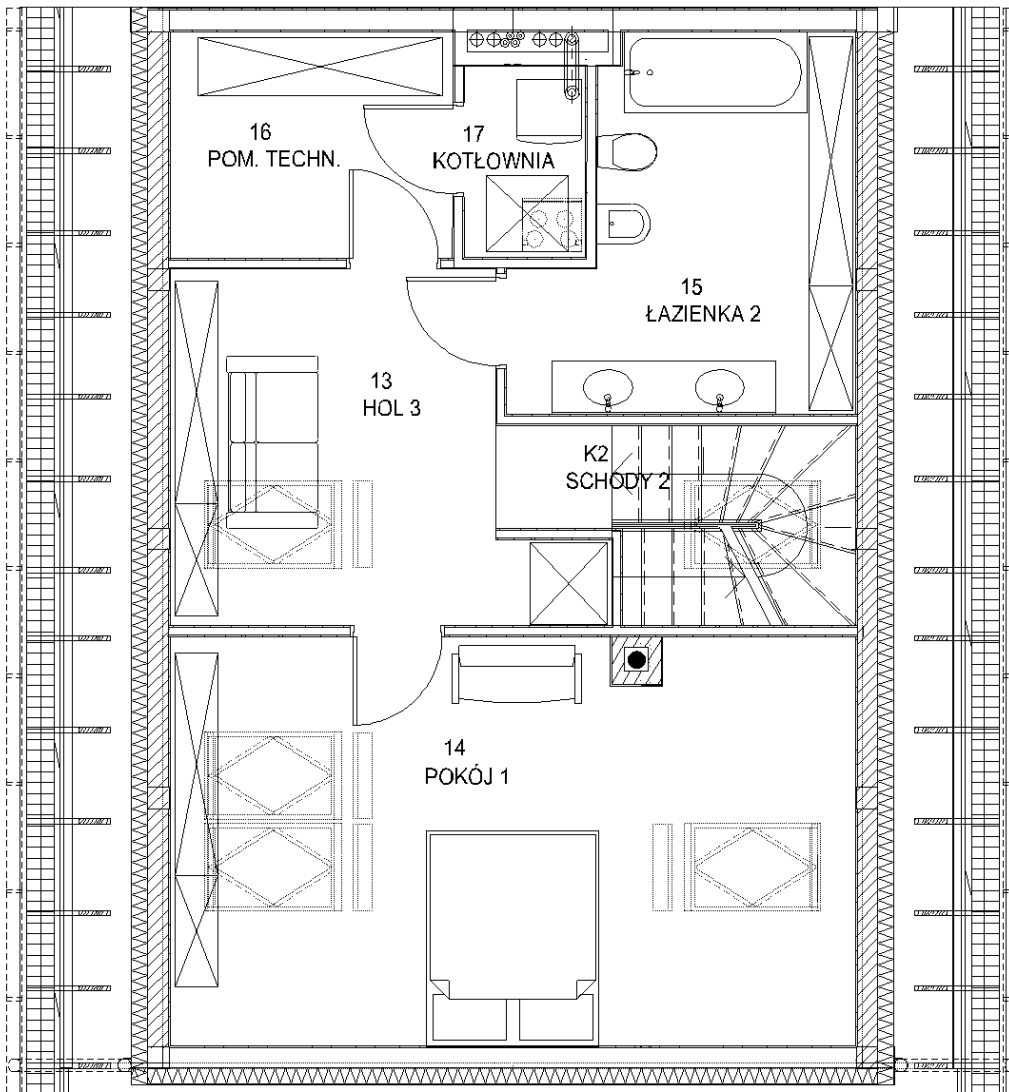 16
POM. TECHN.
17
KOTŁOWNIA
15
ŁAZIENKA 2
13
HOL 3
K2
SCHODY 2
14
POKÓJ 1